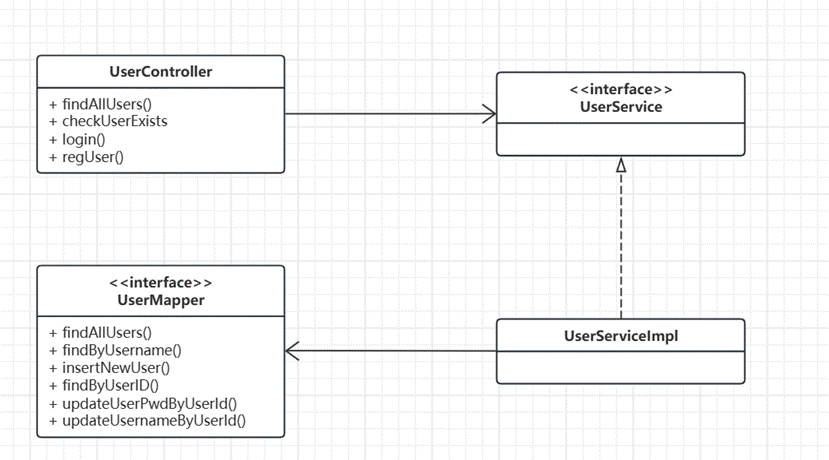 UserController
+ findAllUsers()
+ checkUserExists
+ login()
+ regUser()
<<interface>>
UserService
<<interface>>
UserMapper
+ findAllUsers()
+ findByUsername()
+ insertNewUser()
+ findByUserID()
+ updateUserPwdByUserId()
+ updateUsernameByUserId()
UserServiceImpl